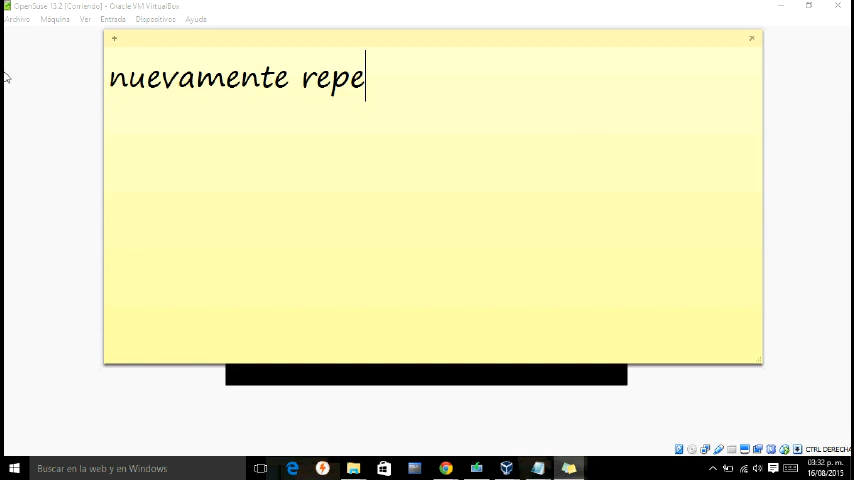 OpenSuse 13.2 [Corriendo] - Oracle VM VirtualBox
Archivo Máquina Ver Entrada Dispositivos Ayuda
nuevamente repe
CTRL DERECHA
Buscar en la web y en Windows
03:32 p. m.
16/08/2015